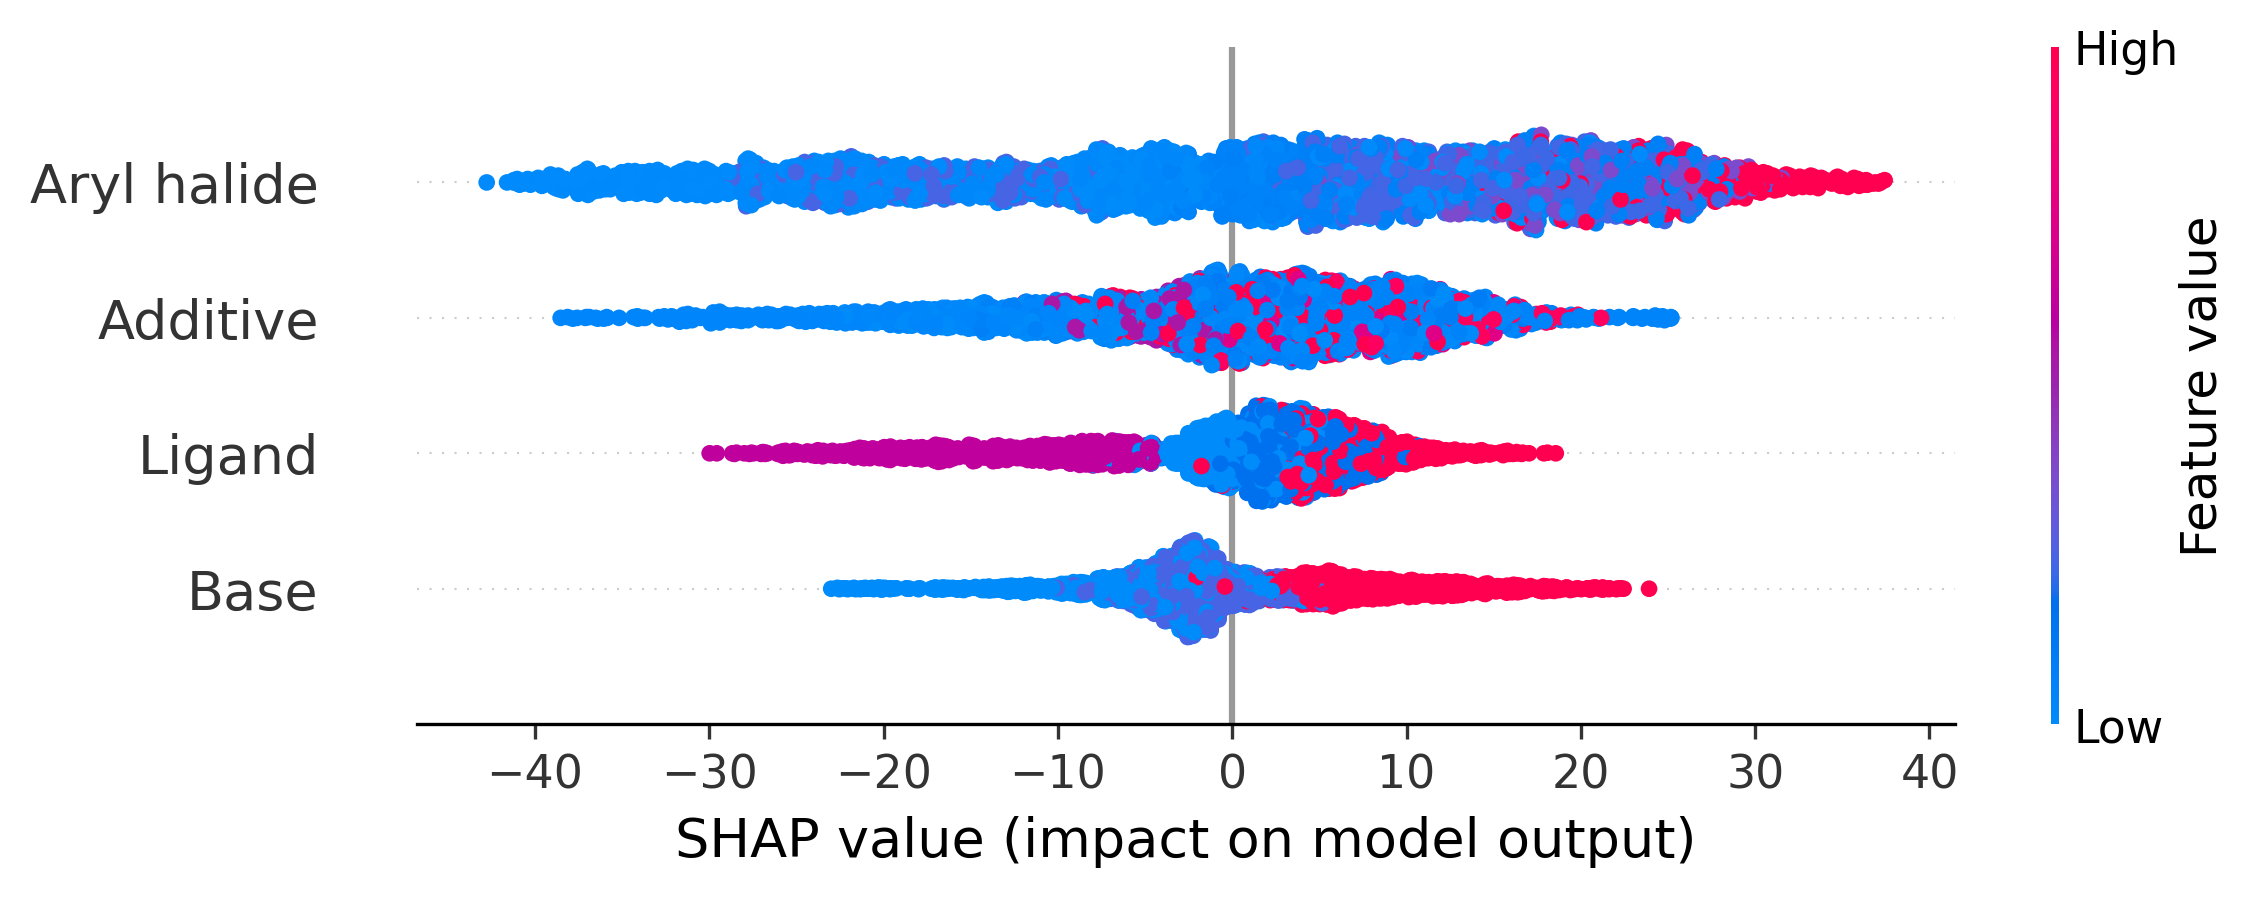 High
Aryl halide
Additive
Ligand
Base
Feature value
Low
−40 −30 −20 −10 0 10 20 30 40
SHAP value (impact on model output)